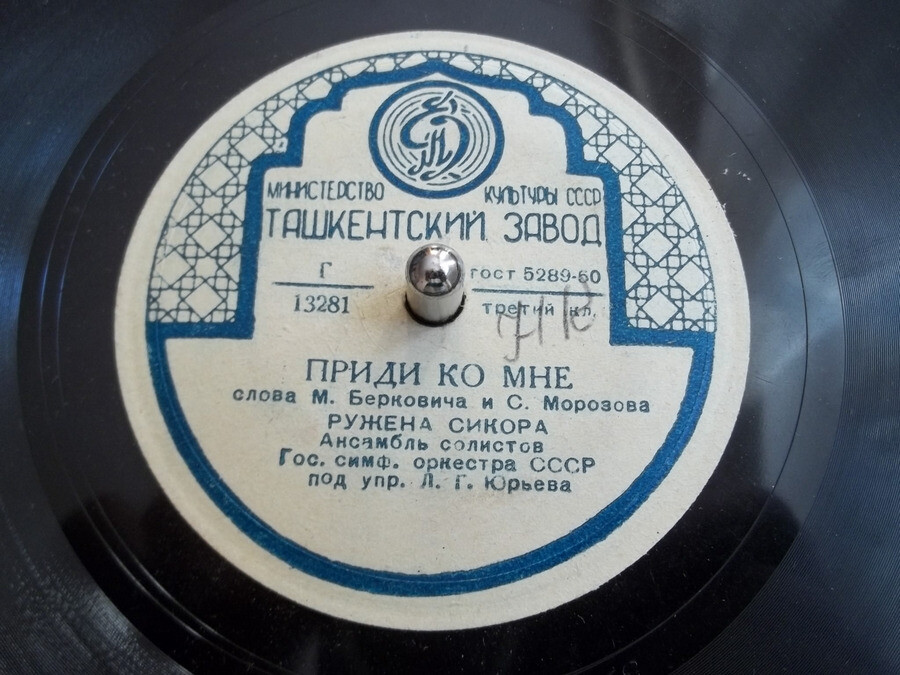 МИНИСТЕРСТВО КУЛЬТУРЫ СССР
ТАШКЕНТСКИЙ ЗАВОД
Г ГОСТ 5289-60
13281 третий кл.
ПРИДИ КО МНЕ
слова М. Берковича и С. Морозова
РУЖЕНА СИКОРА
Ансамбль солистов
Гос. симф. оркестра СССР
под упр. Л. Г. Юрьева